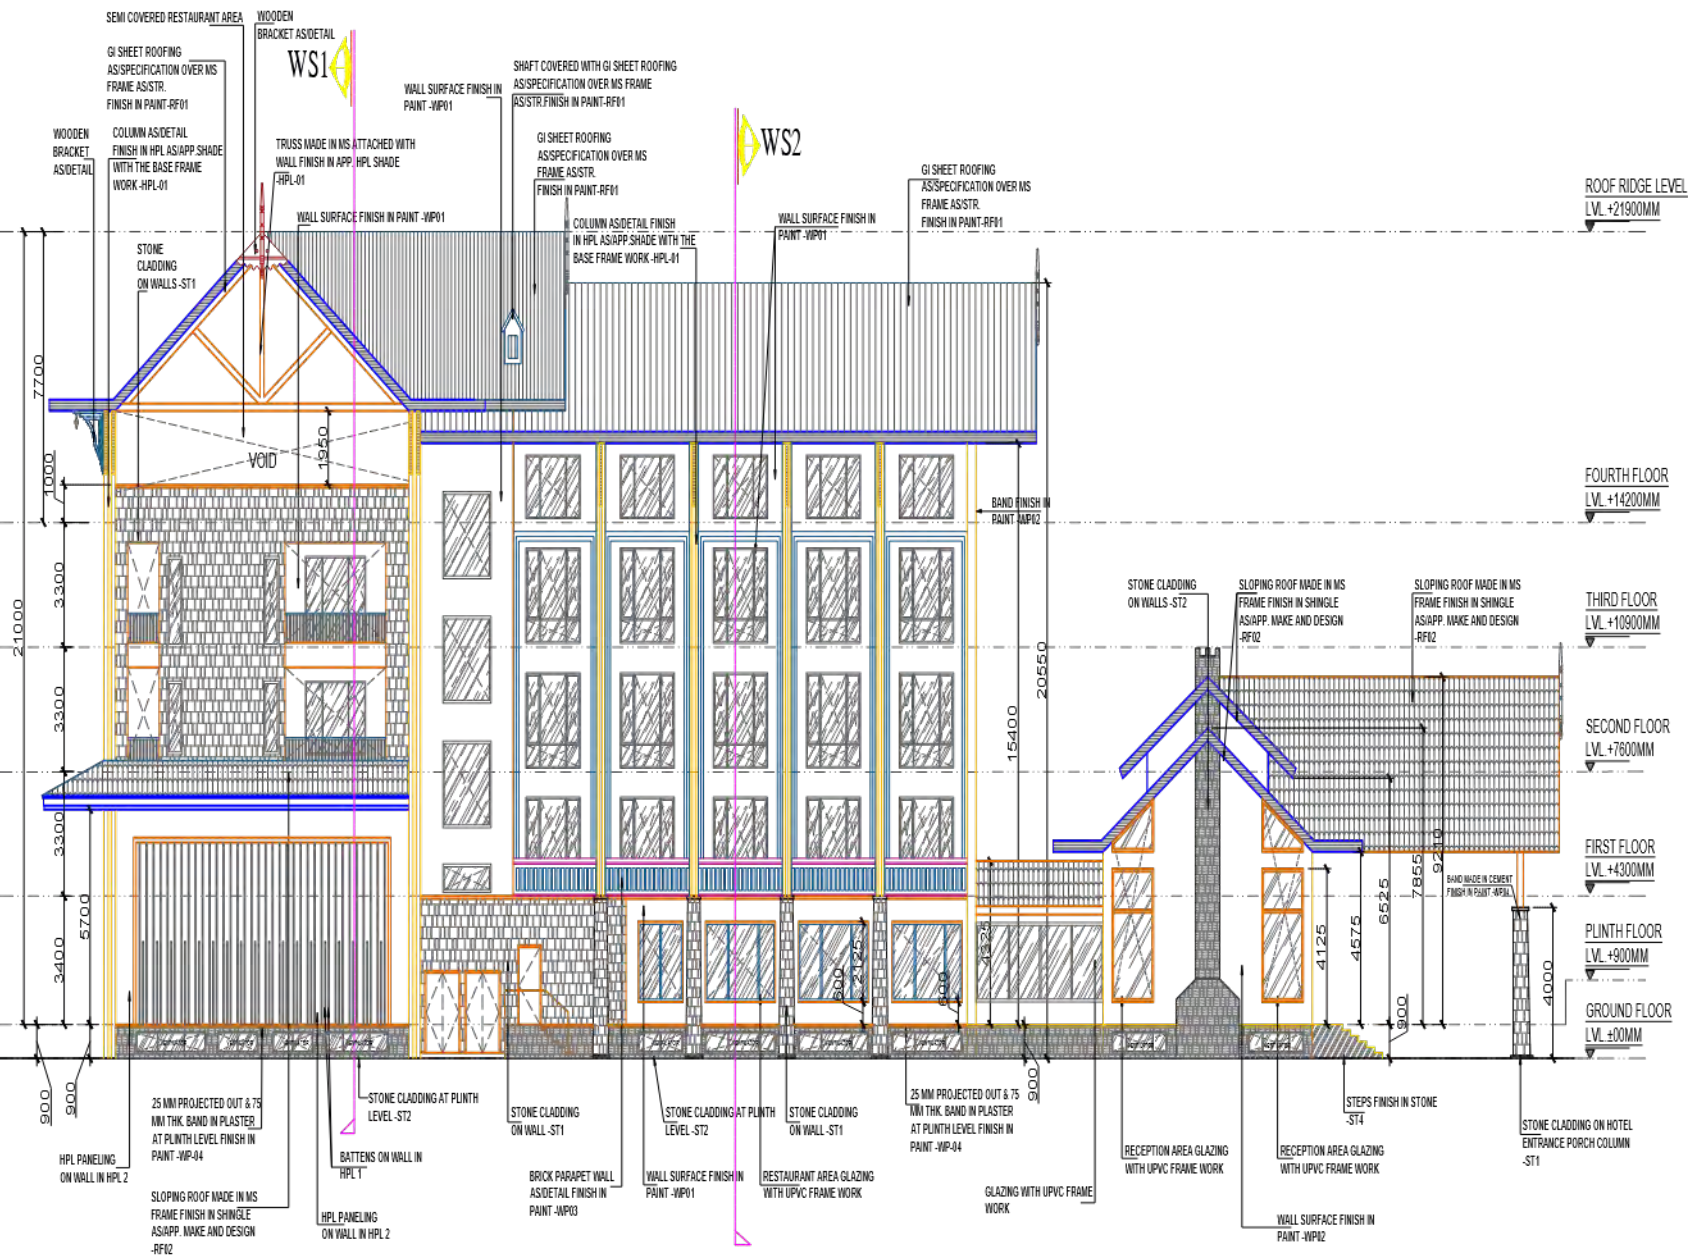 SEMI COVERED RESTAURANT AREA
WOODEN
BRACKET AS/DETAIL
WS1
GI SHEET ROOFING
AS/SPECIFICATION OVER MS
FRAME AS/STR.
FINISH IN PAINT-RF01
WALL SURFACE FINISH IN
PAINT -WP01
SHAFT COVERED WITH GI SHEET ROOFING
AS/SPECIFICATION OVER MS FRAME
AS/STR.FINISH IN PAINT-RF01
WOODEN
BRACKET
AS/DETAIL
COLUMN AS/DETAIL
FINISH IN HPL AS/APP.SHADE
WITH THE BASE FRAME
WORK -HPL-01
TRUSS MADE IN MS ATTACHED WITH
WALL FINISH IN APP. HPL SHADE
-HPL-01
GI SHEET ROOFING
AS/SPECIFICATION OVER MS
FRAME AS/STR.
FINISH IN PAINT-RF01
WS2
GI SHEET ROOFING
AS/SPECIFICATION OVER MS
FRAME AS/STR.
FINISH IN PAINT-RF01
ROOF RIDGE LEVEL
LVL.+21900MM
WALL SURFACE FINISH IN PAINT -WP01
COLUMN AS/DETAIL FINISH
IN HPL AS/APP.SHADE WITH THE
BASE FRAME WORK -HPL-01
WALL SURFACE FINISH IN
PAINT -WP01
STONE
CLADDING
ON WALLS -ST1
7700
1950
VOID
1000
FOURTH FLOOR
LVL.+14200MM
BAND FINISH IN
PAINT -WP02
3300
21000
STONE CLADDING
ON WALLS -ST2
SLOPING ROOF MADE IN MS
FRAME FINISH IN SHINGLE
AS/APP. MAKE AND DESIGN
-RF02
SLOPING ROOF MADE IN MS
FRAME FINISH IN SHINGLE
AS/APP. MAKE AND DESIGN
-RF02
THIRD FLOOR
LVL.+10900MM
3300
20550
15400
SECOND FLOOR
LVL.+7600MM
3300
5700
3400
9210
7855
6525
4575
4125
4325
FIRST FLOOR
LVL.+4300MM
BAND MADE IN CEMENT
FINISH IN PAINT -WP04
PLINTH FLOOR
LVL.+900MM
600
2125
600
4000
GROUND FLOOR
LVL.±00MM
900
900
900
900
25 MM PROJECTED OUT & 75
MM THK. BAND IN PLASTER
AT PLINTH LEVEL FINISH IN
PAINT -WP-04
STONE CLADDING AT PLINTH
LEVEL -ST2
STONE CLADDING
ON WALL -ST1
STONE CLADDING AT PLINTH
LEVEL -ST2
STONE CLADDING
ON WALL -ST1
25 MM PROJECTED OUT & 75
MM THK. BAND IN PLASTER
AT PLINTH LEVEL FINISH IN
PAINT -WP-04
STEPS FINISH IN STONE
-ST4
STONE CLADDING ON HOTEL
ENTRANCE PORCH COLUMN
-ST1
HPL PANELING
ON WALL IN HPL 2
BATTENS ON WALL IN
HPL 1
RECEPTION AREA GLAZING
WITH UPVC FRAME WORK
RECEPTION AREA GLAZING
WITH UPVC FRAME WORK
BRICK PARAPET WALL
AS/DETAIL FINISH IN
PAINT -WP03
WALL SURFACE FINISH IN
PAINT -WP01
RESTAURANT AREA GLAZING
WITH UPVC FRAME WORK
GLAZING WITH UPVC FRAME
WORK
SLOPING ROOF MADE IN MS
FRAME FINISH IN SHINGLE
AS/APP. MAKE AND DESIGN
-RF02
HPL PANELING
ON WALL IN HPL 2
WALL SURFACE FINISH IN
PAINT -WP02